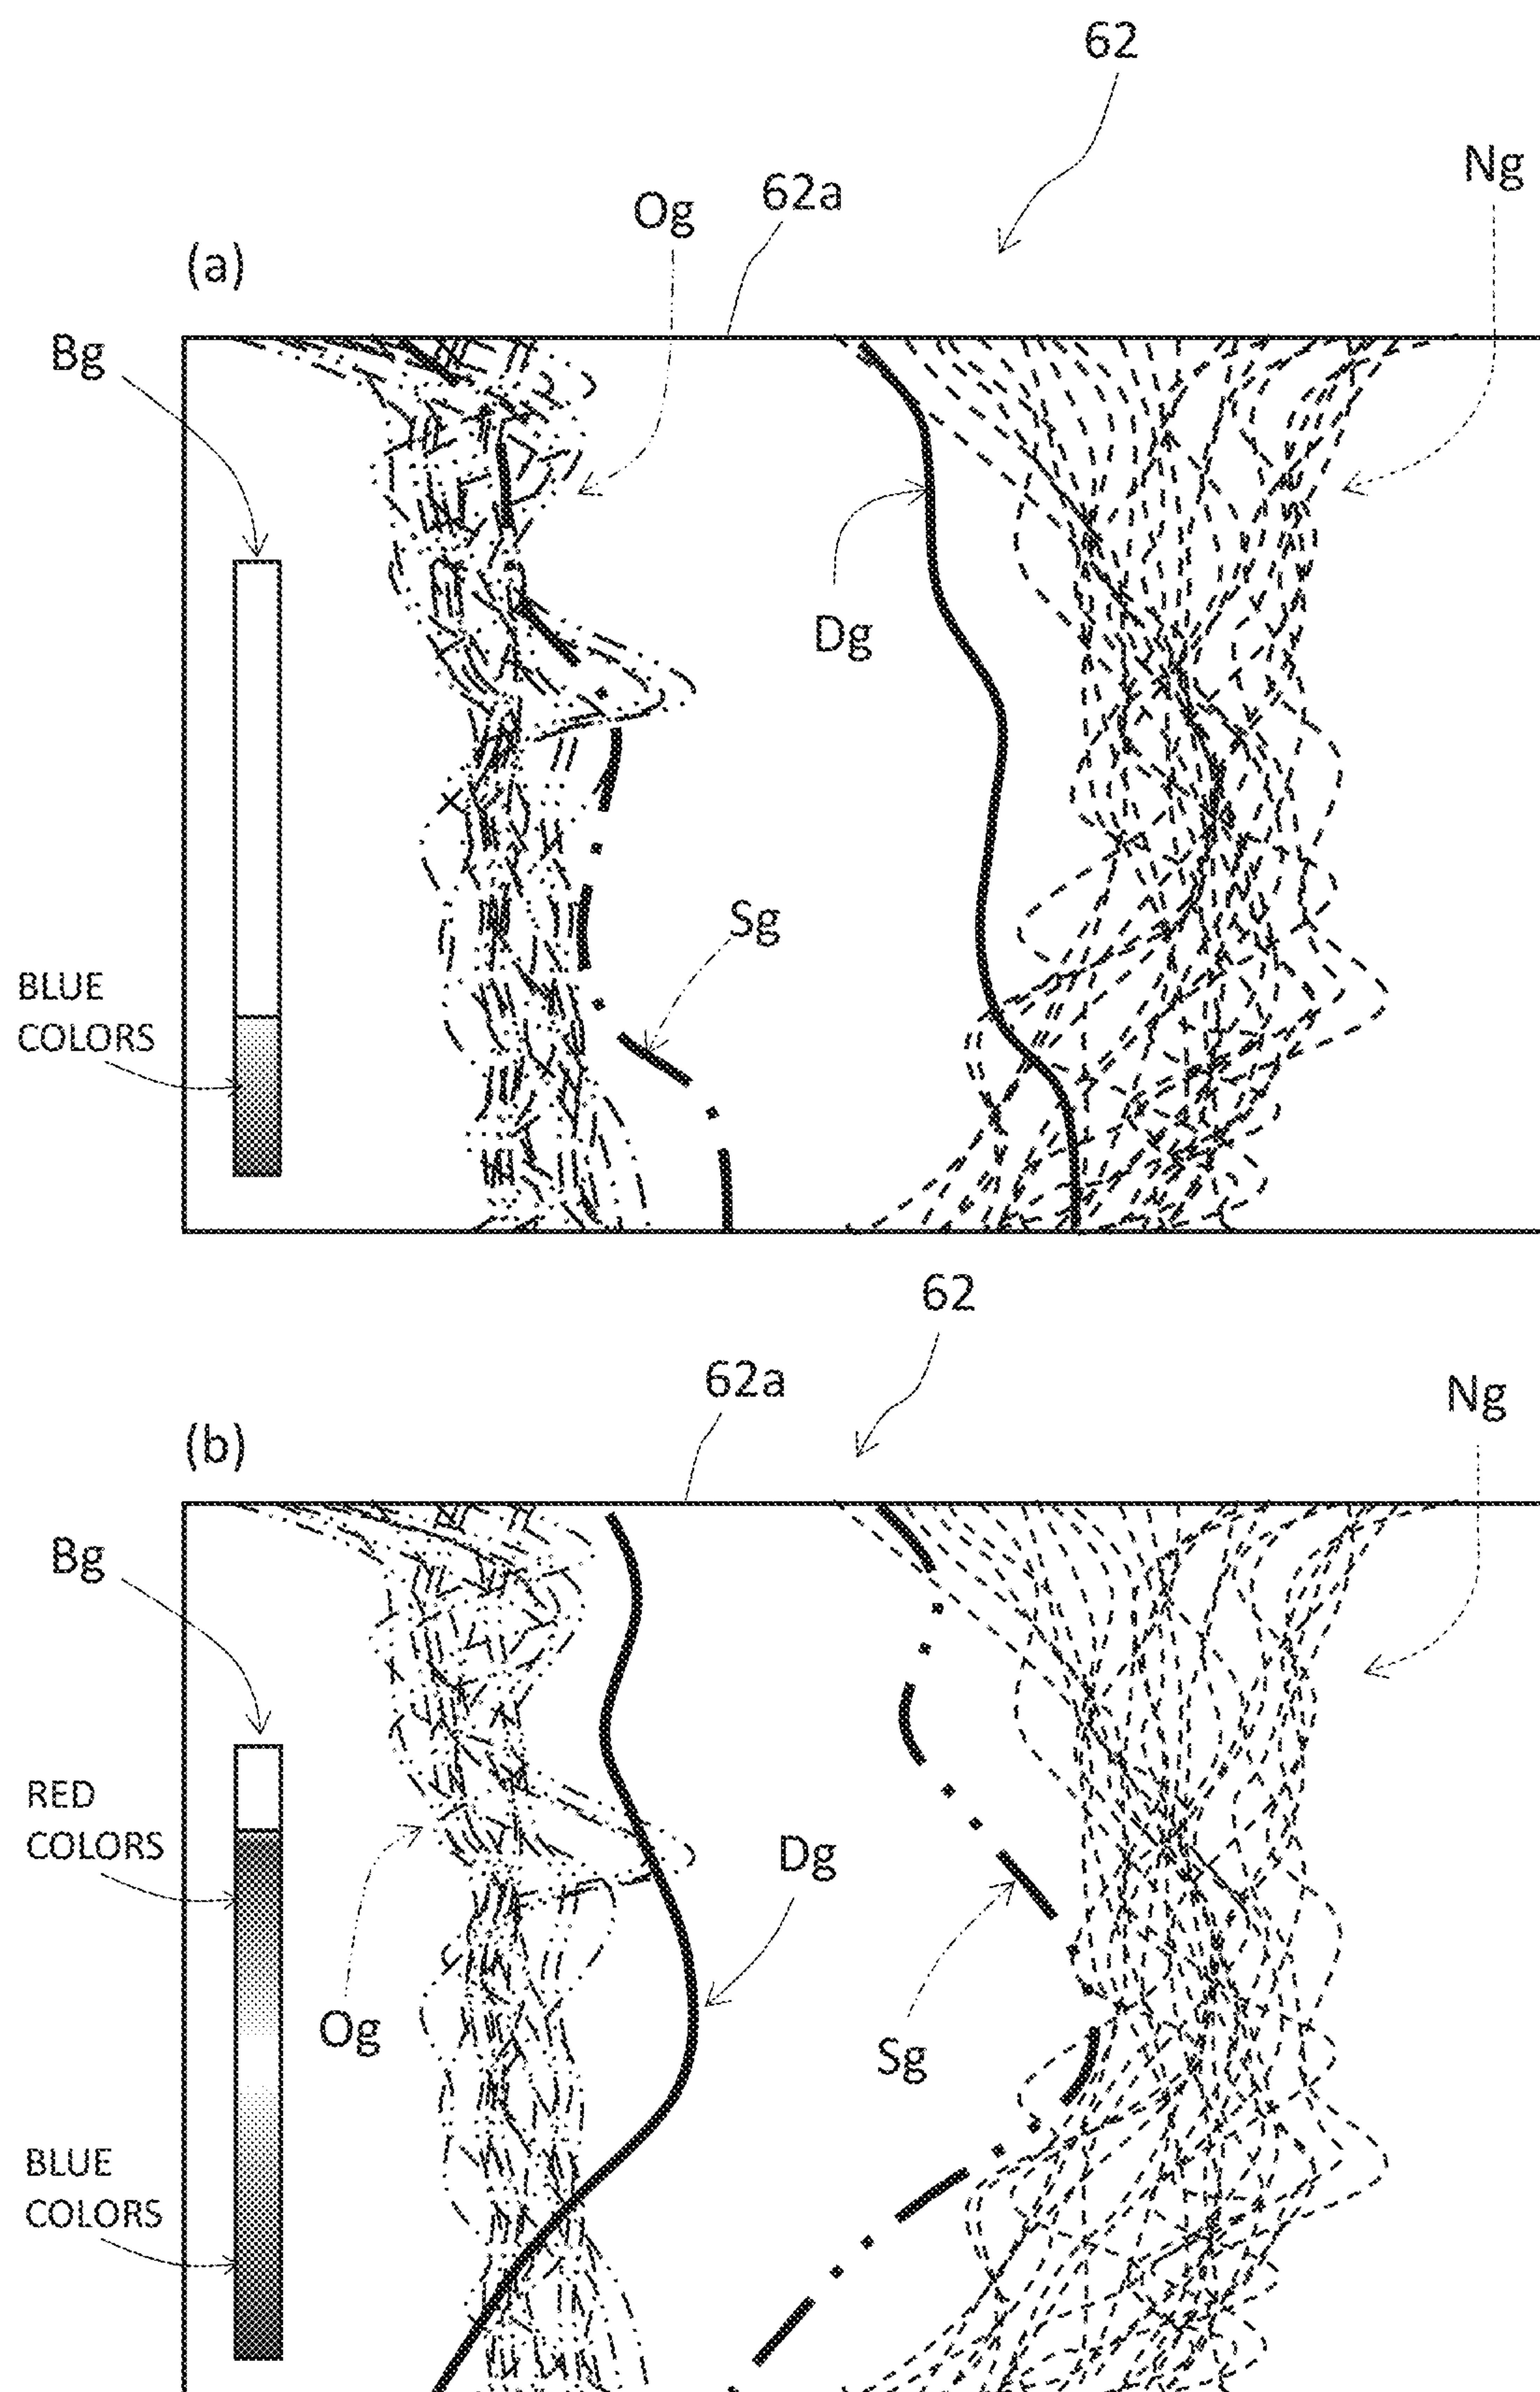 62
Ng
62a
Og
(a)
Bg
Dg
Sg
BLUE
COLORS
62
62a
Ng
(b)
Bg
RED
COLORS
Dg
Og
Sg
BLUE
COLORS